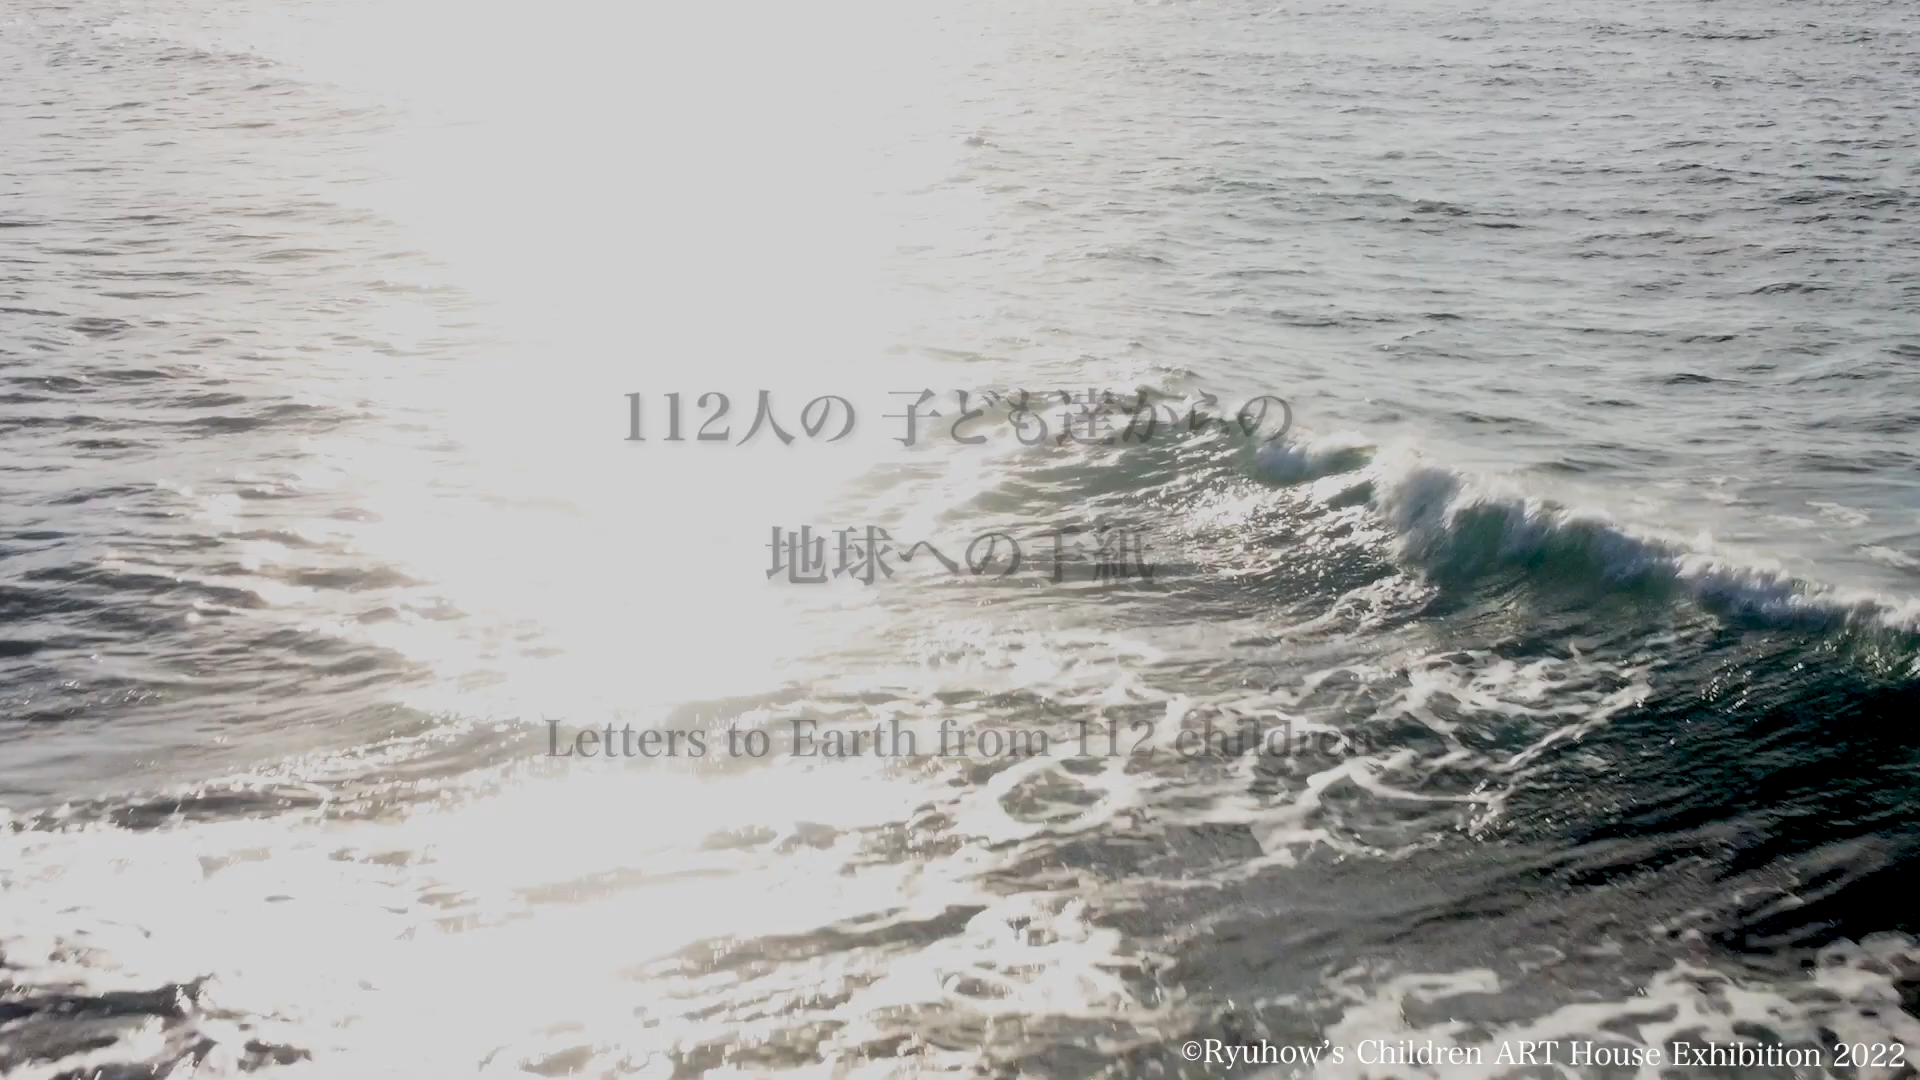 112人の 子ども達からの
地球への手紙
Letters to Earth from 112 children
©Ryuhow’s Children ART House Exhibition 2022